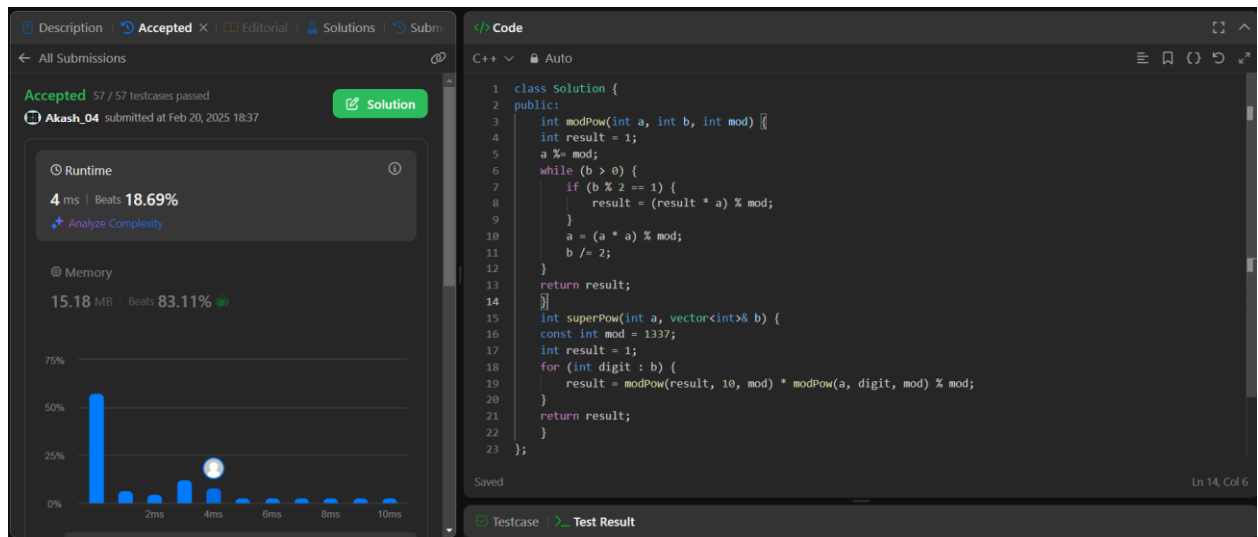 Description Accepted × Editorial Solutions Subm
← All Submissions
Accepted 57 / 57 testcases passed
Akash_04 submitted at Feb 20, 2025 18:37
Solution
Runtime
4 ms | Beats 18.69%
Analyze Complexity
Memory
15.18 MB | Beats 83.11%
75%
50%
25%
0%
2ms 4ms 6ms 8ms 10ms
</> Code
C++ Auto
1 class Solution {
2 public:
3     int modPow(int a, int b, int mod) {
4     int result = 1;
5     a %= mod;
6     while (b > 0) {
7         if (b % 2 == 1) {
8             result = (result * a) % mod;
9         }
10         a = (a * a) % mod;
11         b /= 2;
12     }
13     return result;
14     }
15     int superPow(int a, vector<int>& b) {
16     const int mod = 1337;
17     int result = 1;
18     for (int digit : b) {
19         result = modPow(result, 10, mod) * modPow(a, digit, mod) % mod;
20     }
21     return result;
22     }
23 };
Saved
Ln 14, Col 6
Testcase >_ Test Result